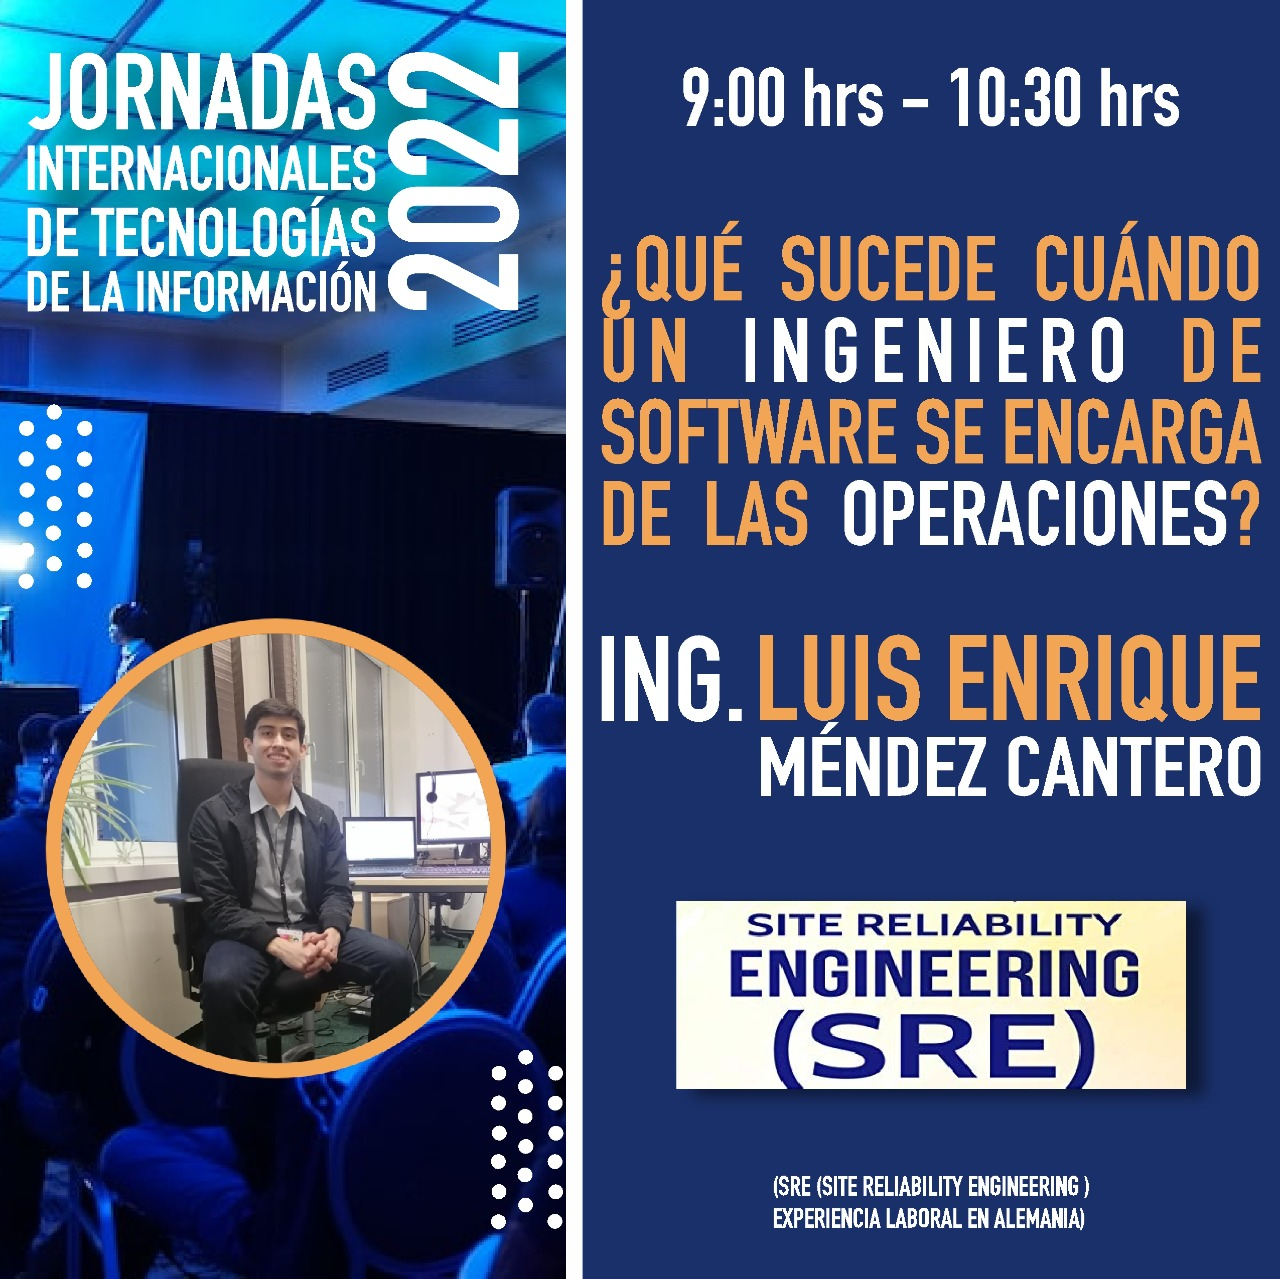 JORNADAS
INTERNACIONALES
DE TECNOLOGÍAS
DE LA INFORMACIÓN
2022
9:00 hrs – 10:30 hrs
¿QUÉ SUCEDE CUÁNDO
UN INGENIERO DE
SOFTWARE SE ENCARGA
DE LAS OPERACIONES?
ING. LUIS ENRIQUE
MÉNDEZ CANTERO
SITE RELIABILITY
ENGINEERING
(SRE)
(SRE (SITE RELIABILITY ENGINEERING )
EXPERIENCIA LABORAL EN ALEMANIA)